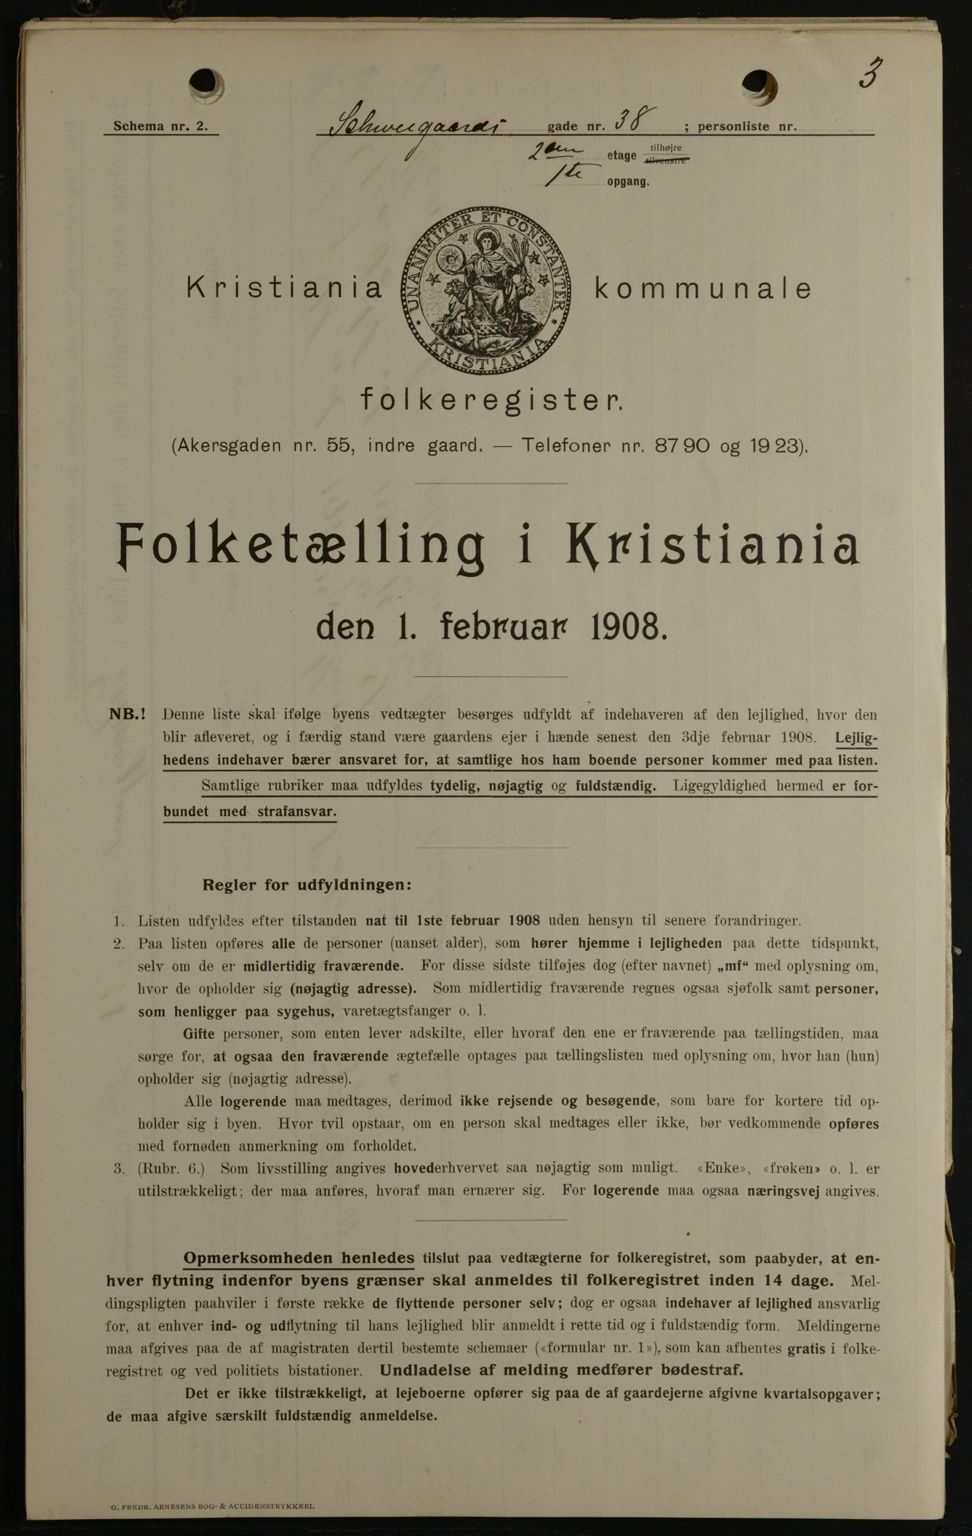 3
Schema nr. 2. Schweigaards gade nr. 38 ; personliste nr.
2den etage tilhøjre
tilvenstre
1te opgang.
UNANIMITER ET CONSTANTER
KRISTIANIA
Kristiania kommunale
folkeregister.
(Akersgaden nr. 55, indre gaard. — Telefoner nr. 87 90 og 19 23).
Folketælling i Kristiania
den 1. februar 1908.
NB.! Denne liste skal ifølge byens vedtægter besørges udfyldt af indehaveren af den lejlighed, hvor den
blir afleveret, og i færdig stand være gaardens ejer i hænde senest den 3dje februar 1908. Lejlig-
hedens indehaver bærer ansvaret for, at samtlige hos ham boende personer kommer med paa listen.
Samtlige rubriker maa udfyldes tydelig, nøjagtig og fuldstændig. Ligegyldighed hermed er for-
bundet med strafansvar.
Regler for udfyldningen:
1. Listen udfyldes efter tilstanden nat til 1ste februar 1908 uden hensyn til senere forandringer.
2. Paa listen opføres alle de personer (uanset alder), som hører hjemme i lejligheden paa dette tidspunkt,
selv om de er midlertidig fraværende. For disse sidste tilføjes dog (efter navnet) „mf“ med oplysning om,
hvor de opholder sig (nøjagtig adresse). Som midlertidig fraværende regnes ogsaa sjøfolk samt personer,
som henligger paa sygehus, varetægtsfanger o. l.
Gifte personer, som enten lever adskilte, eller hvoraf den ene er fraværende paa tællingstiden, maa
sørge for, at ogsaa den fraværende ægtefælle optages paa tællingslisten med oplysning om, hvor han (hun)
opholder sig (nøjagtig adresse).
Alle logerende maa medtages, derimod ikke rejsende og besøgende, som bare for kortere tid op-
holder sig i byen. Hvor tvil opstaar, om en person skal medtages eller ikke, bør vedkommende opføres
med fornøden anmerkning om forholdet.
3. (Rubr. 6.) Som livsstilling angives hovederhvervet saa nøjagtig som muligt. «Enke», «frøken» o. l. er
utilstrækkeligt; der maa anføres, hvoraf man ernærer sig. For logerende maa ogsaa næringsvej angives.
Opmerksomheden henledes tilslut paa vedtægterne for folkeregistret, som paabyder, at en-
hver flytning indenfor byens grænser skal anmeldes til folkeregistret inden 14 dage. Mel-
dingspligten paahviler i første række de flyttende personer selv; dog er ogsaa indehaver af lejlighed ansvarlig
for, at enhver ind- og udflytning til hans lejlighed blir anmeldt i rette tid og i fuldstændig form. Meldingerne
maa afgives paa de af magistraten dertil bestemte schemaer («formular nr. 1»), som kan afhentes gratis i folke-
registret og ved politiets bistationer. Undladelse af melding medfører bødestraf.
Det er ikke tilstrækkeligt, at lejeboerne opfører sig paa de af gaardejerne afgivne kvartalsopgaver;
de maa afgive særskilt fuldstændig anmeldelse.
O. FREDR. ARNESENS BOG- & ACCIDENSTRYKKERI.